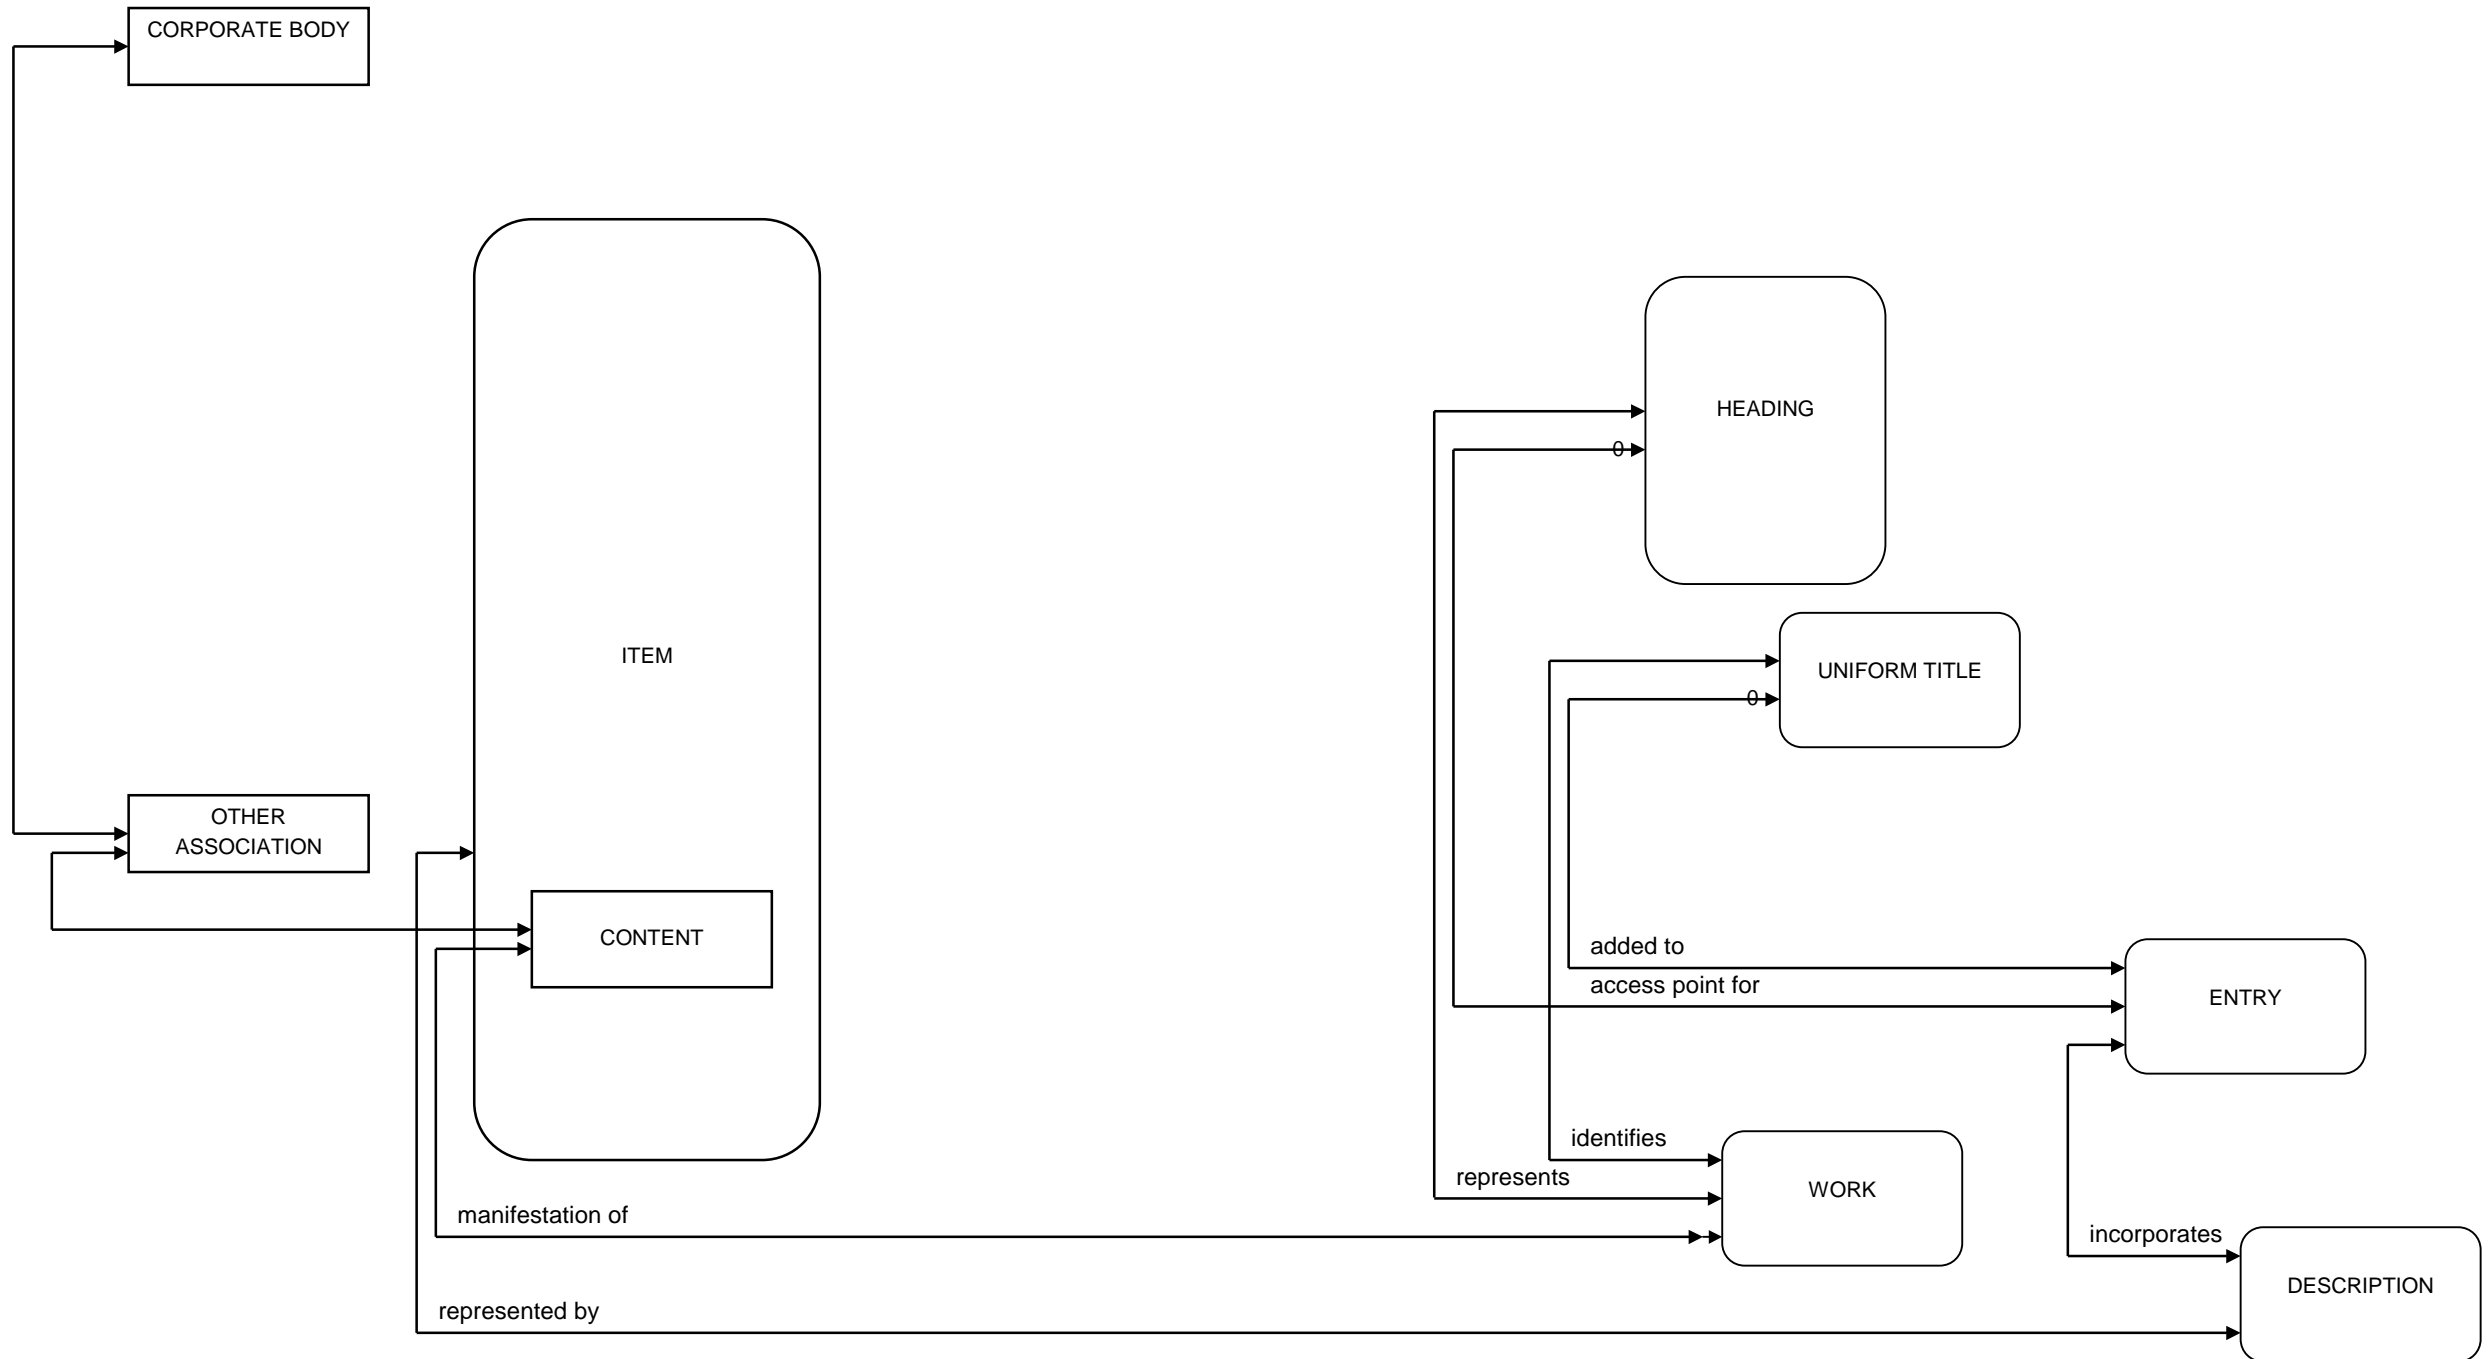 CORPORATE BODY
HEADING
0
ITEM
UNIFORM TITLE
0
OTHER
ASSOCIATION
CONTENT
added to
access point for
ENTRY
identifies
represents
WORK
manifestation of
incorporates
DESCRIPTION
represented by